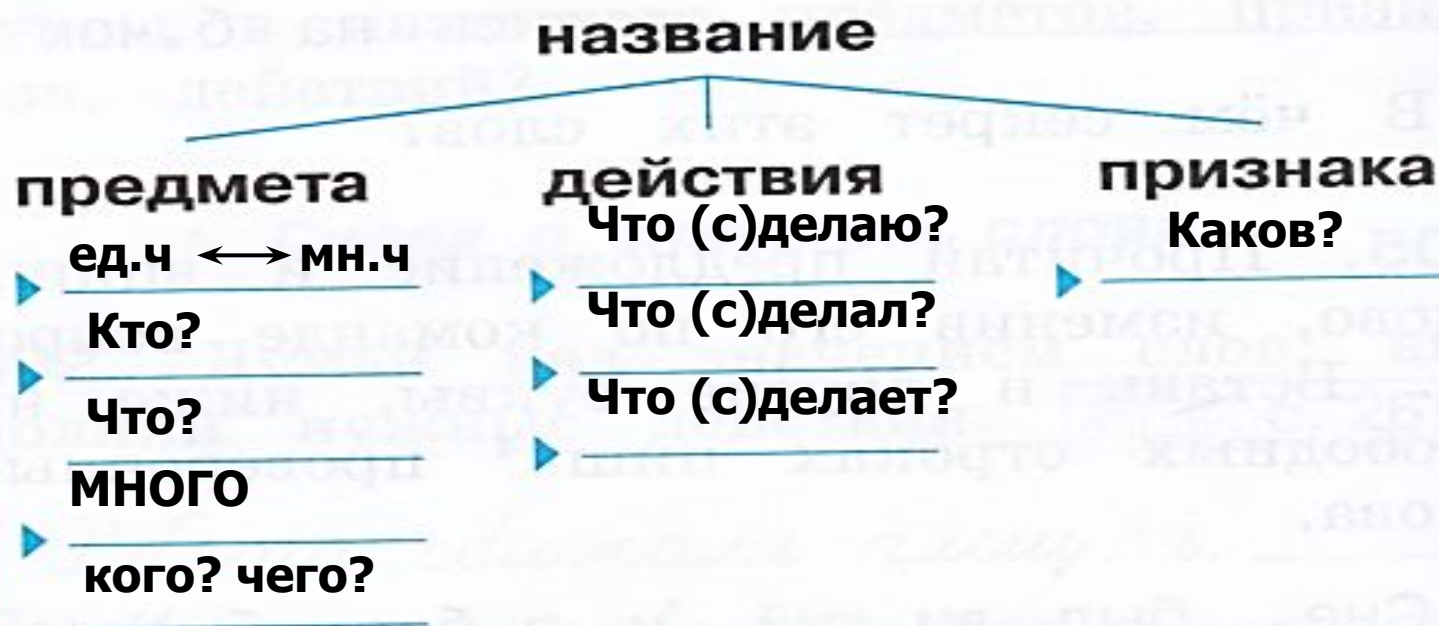 название
предмета
ед.ч ⟷ мн.ч
Кто?
Что?
МНОГО
кого? чего?
действия
Что (с)делаю?
Что (с)делал?
Что (с)делает?
признака
Каков?